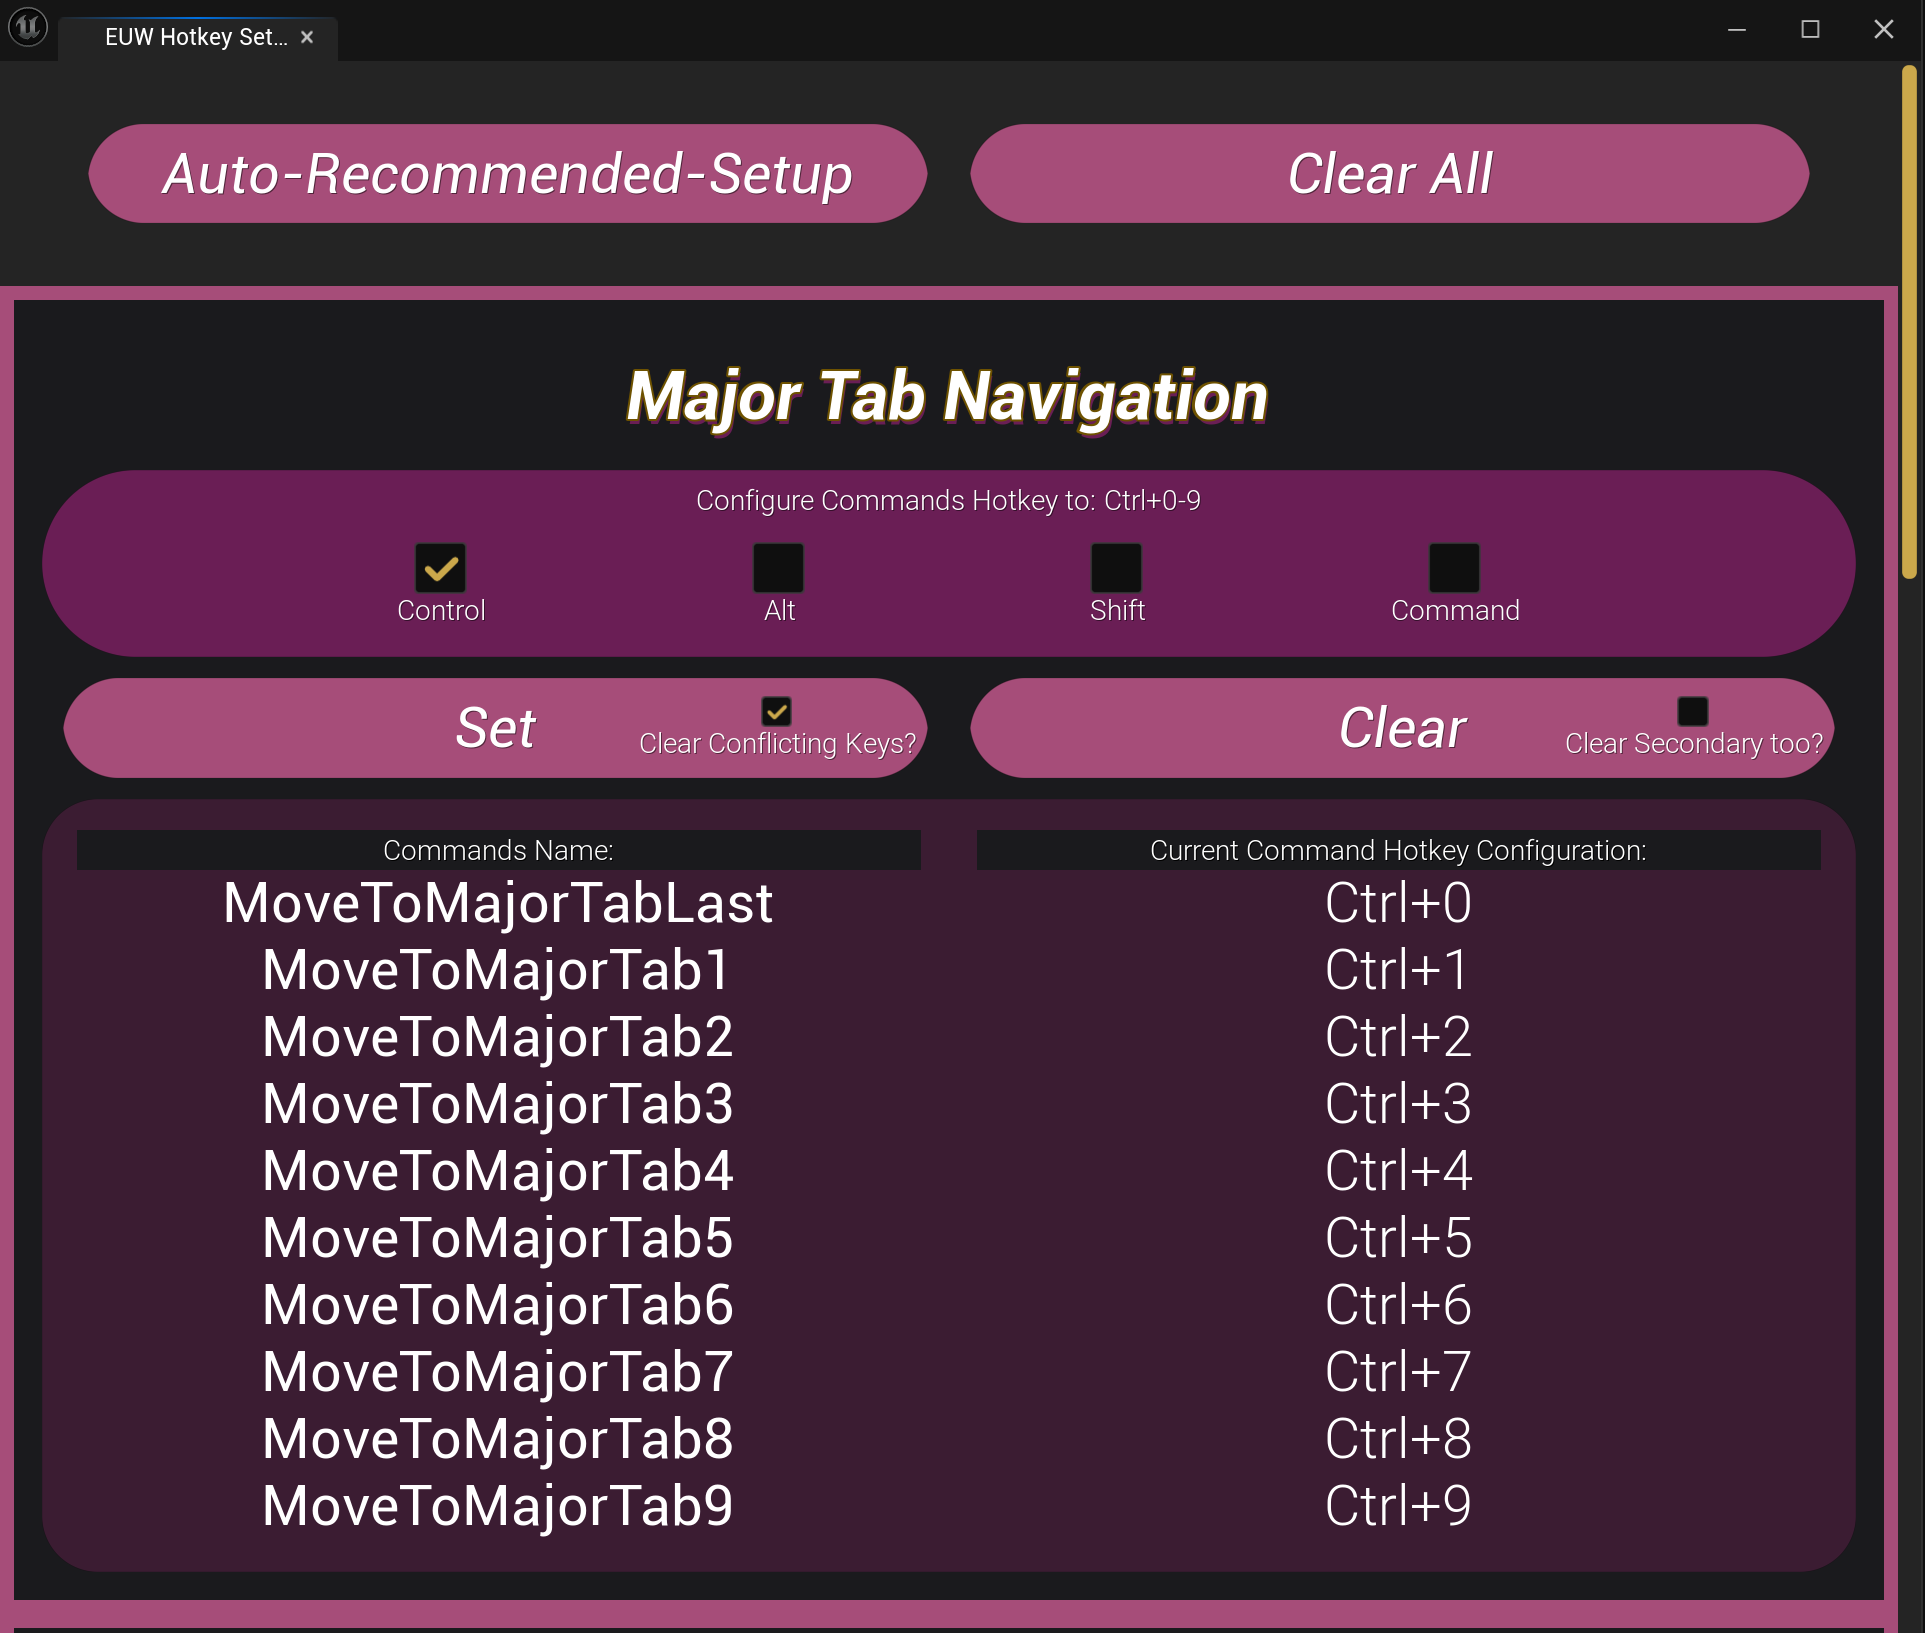 EUW Hotkey Set...
Auto-Recommended-Setup
Clear All
Major Tab Navigation
Configure Commands Hotkey to: Ctrl+0-9
Control
Alt
Shift
Command
Set
Clear Conflicting Keys?
Clear
Clear Secondary too?
Commands Name:
Current Command Hotkey Configuration:
MoveToMajorTabLast
Ctrl+0
MoveToMajorTab1
Ctrl+1
MoveToMajorTab2
Ctrl+2
MoveToMajorTab3
Ctrl+3
MoveToMajorTab4
Ctrl+4
MoveToMajorTab5
Ctrl+5
MoveToMajorTab6
Ctrl+6
MoveToMajorTab7
Ctrl+7
MoveToMajorTab8
Ctrl+8
MoveToMajorTab9
Ctrl+9